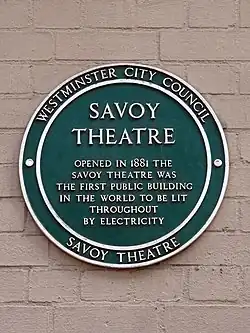 WESTMINSTER CITY COUNCIL
SAVOY
THEATRE
OPENED IN 1881 THE
SAVOY THEATRE WAS
THE FIRST PUBLIC BUILDING
IN THE WORLD TO BE LIT
THROUGHOUT
BY ELECTRICITY
SAVOY THEATRE